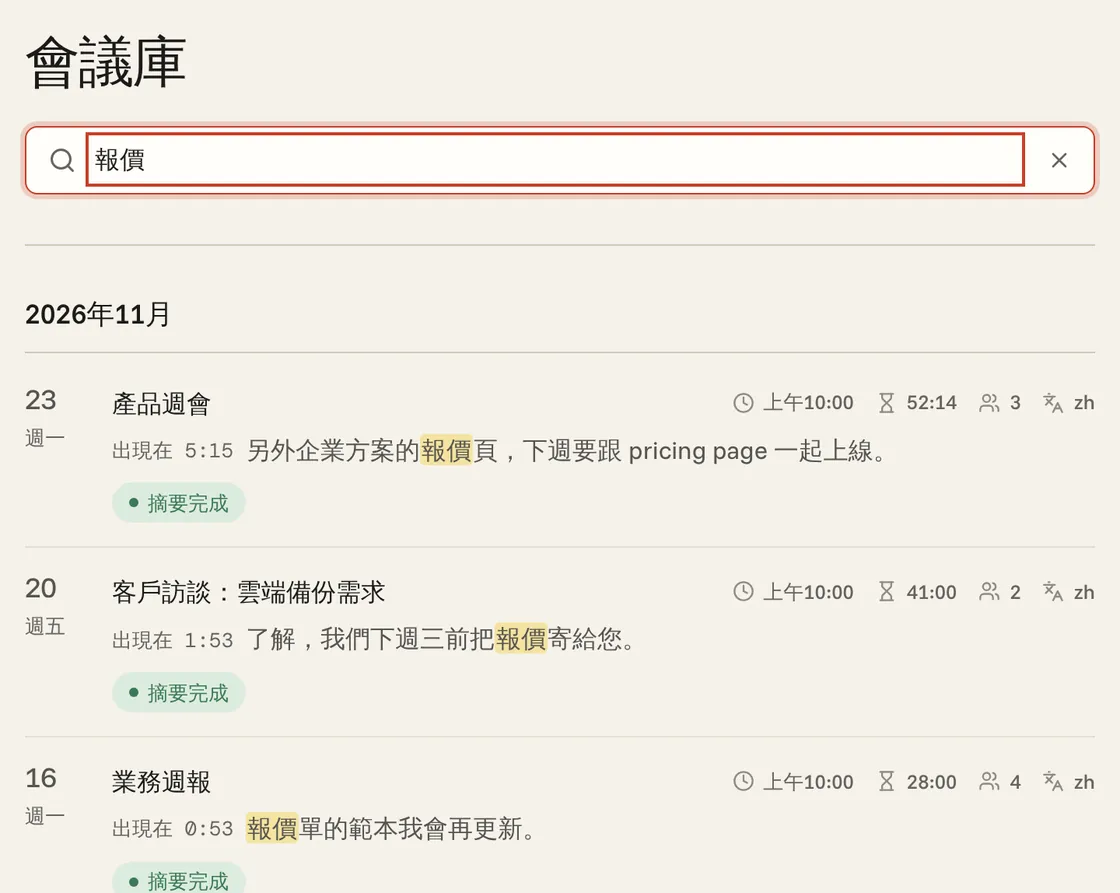 會議庫
報價
2026年11月
23 產品週會 上午10:00 52:14 3 zh
週一 出現在 5:15 另外企業方案的報價頁，下週要跟 pricing page 一起上線。
摘要完成
20 客戶訪談：雲端備份需求 上午10:00 41:00 2 zh
週五 出現在 1:53 了解，我們下週三前把報價寄給您。
摘要完成
16 業務週報 上午10:00 28:00 4 zh
週一 出現在 0:53 報價單的範本我會再更新。
摘要完成